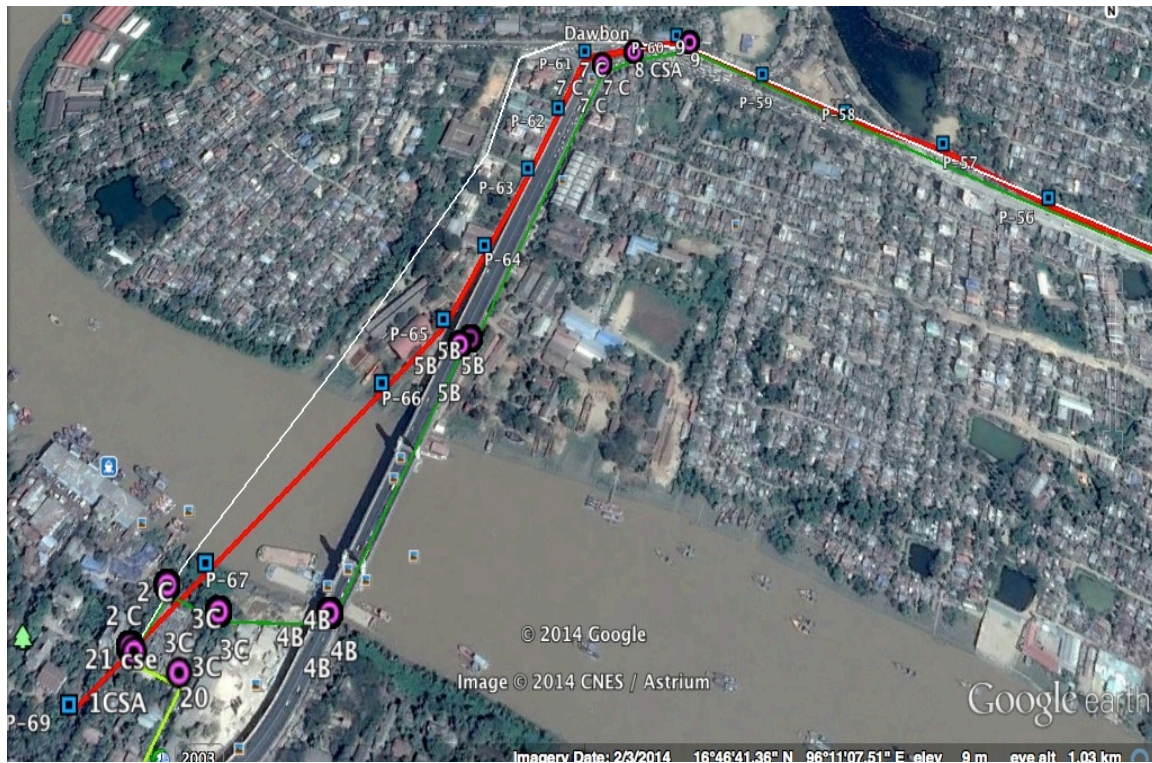 N
Dawbon
P-61
P-60
9
9
7 C
8 CSA
7 C
7 C
7 C
P-59
P-62
P-58
P-57
P-63
P-56
P-64
P-65
5B
5B
5B
5B
P-66
P-67
2 C
2 C
3C
3C
3C
3C
4B
4B
4B
4B
21 cse
20
1CSA
P-69
© 2014 Google
Image © 2014 CNES / Astrium
Google earth
2003
Imagery Date: 2/3/2014 16°46'41.36" N 96°11'07.51" E elev 9 m eye alt 1.03 km